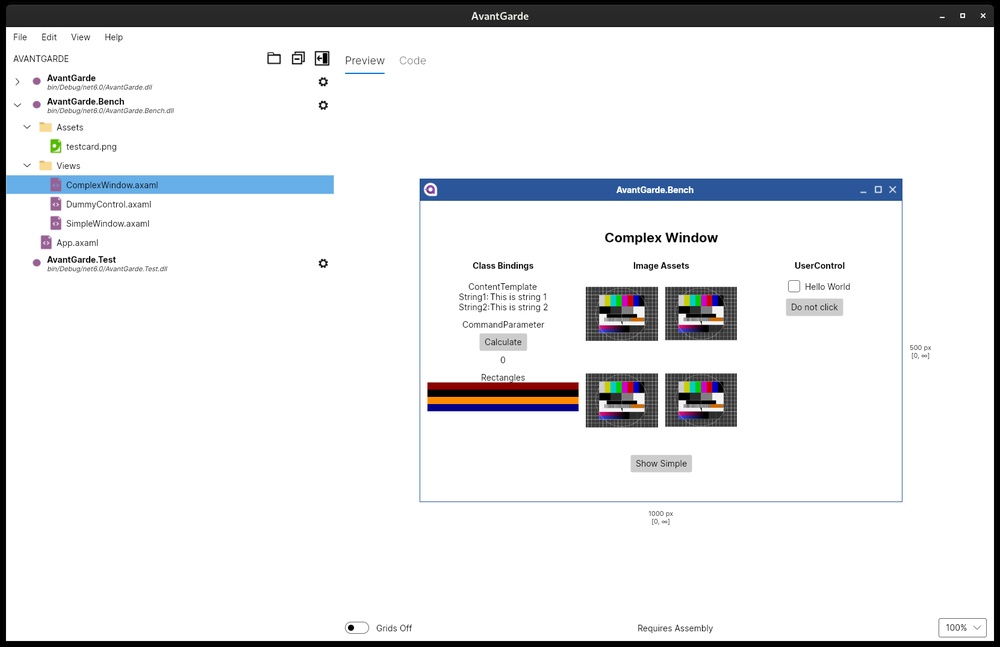 AvantGarde
File Edit View Help
AVANTGARDE
Preview Code
AvantGarde
bin/Debug/net6.0/AvantGarde.dll
AvantGarde.Bench
bin/Debug/net6.0/AvantGarde.Bench.dll
Assets
testcard.png
Views
ComplexWindow.axaml
DummyControl.axaml
SimpleWindow.axaml
App.axaml
AvantGarde.Test
bin/Debug/net6.0/AvantGarde.Test.dll
AvantGarde.Bench
Complex Window
Class Bindings
ContentTemplate
String1: This is string 1
String2:This is string 2
CommandParameter
Calculate
0
Rectangles
Image Assets
UserControl
Hello World
Do not click
Show Simple
500 px
[0, ∞]
1000 px
[0, ∞]
Grids Off
Requires Assembly
100%